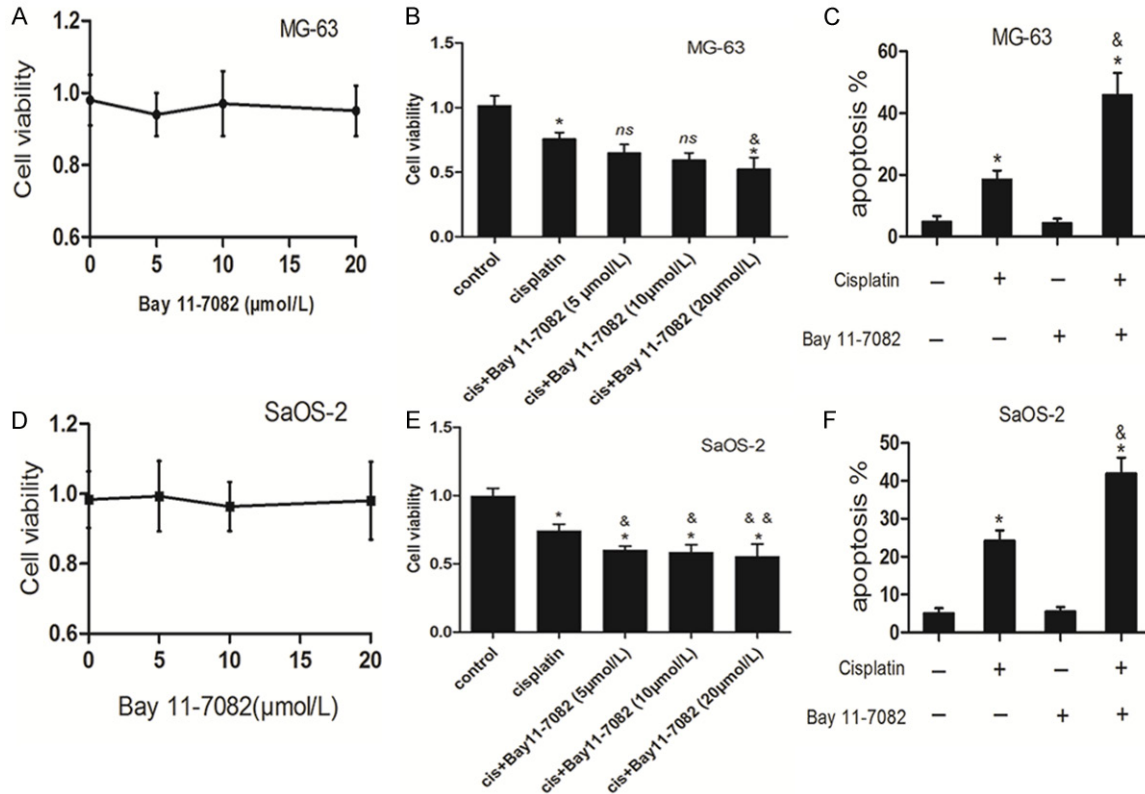 A
MG-63
Cell viability
1.2
1.0
0.8
0.6
0
5
10
15
20
Bay 11-7082 (µmol/L)
B
MG-63
Cell viability
1.5
1.0
0.5
0.0
*
ns
ns
&
*
control
cisplatin
cis+Bay 11-7082 (5 µmol/L)
cis+Bay 11-7082 (10µmol/L)
cis+Bay 11-7082 (20µmol/L)
C
MG-63
apoptosis %
60
40
20
0
*
&
*
Cisplatin − + − +
Bay 11-7082 − − + +
D
SaOS-2
Cell viability
1.2
1.0
0.8
0.6
0
5
10
15
20
Bay 11-7082(µmol/L)
E
SaOS-2
Cell viability
1.5
1.0
0.5
0.0
*
&
*
&
*
& &
*
control
cisplatin
cis+Bay11-7082 (5µmol/L)
cis+Bay11-7082 (10µmol/L)
cis+Bay11-7082 (20µmol/L)
F
SaOS-2
apoptosis %
50
40
30
20
10
0
*
&
*
Cisplatin − + − +
Bay 11-7082 − − + +